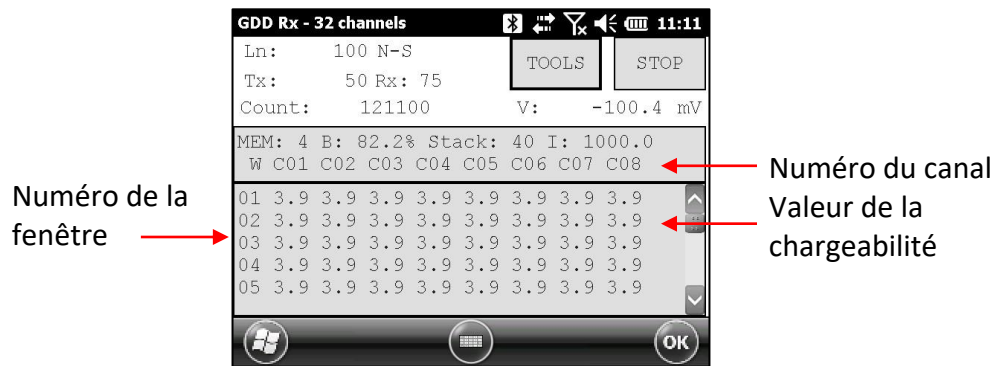 GDD Rx - 32 channels 11:11
Ln: 100 N-S
TOOLS STOP
Tx: 50 Rx: 75
Count: 121100 V: -100.4 mV
MEM: 4 B: 82.2% Stack: 40 I: 1000.0
W C01 C02 C03 C04 C05 C06 C07 C08
01 3.9 3.9 3.9 3.9 3.9 3.9 3.9 3.9
02 3.9 3.9 3.9 3.9 3.9 3.9 3.9 3.9
03 3.9 3.9 3.9 3.9 3.9 3.9 3.9 3.9
04 3.9 3.9 3.9 3.9 3.9 3.9 3.9 3.9
05 3.9 3.9 3.9 3.9 3.9 3.9 3.9 3.9
OK
Numéro de la
fenêtre
Numéro du canal
Valeur de la
chargeabilité